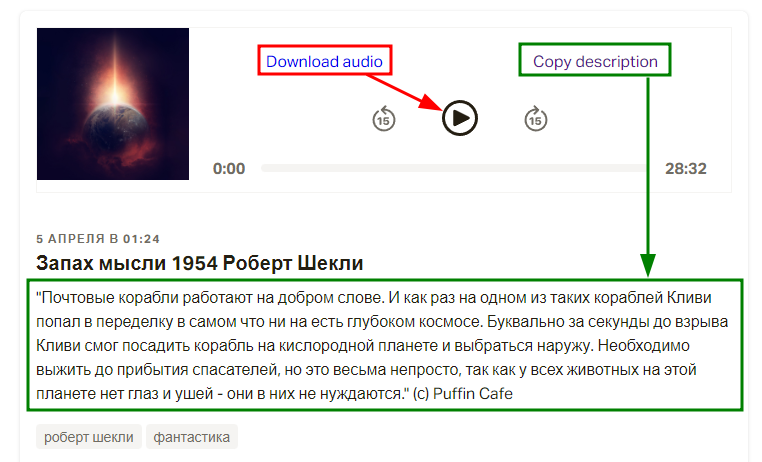 Download audio
Copy description
15
15
0:00
28:32
5 АПРЕЛЯ В 01:24
Запах мысли 1954 Роберт Шекли
"Почтовые корабли работают на добром слове. И как раз на одном из таких кораблей Кливи
попал в переделку в самом что ни на есть глубоком космосе. Буквально за секунды до взрыва
Кливи смог посадить корабль на кислородной планете и выбраться наружу. Необходимо
выжить до прибытия спасателей, но это весьма непросто, так как у всех животных на этой
планете нет глаз и ушей - они в них не нуждаются." (c) Puffin Cafe
роберт шекли
фантастика